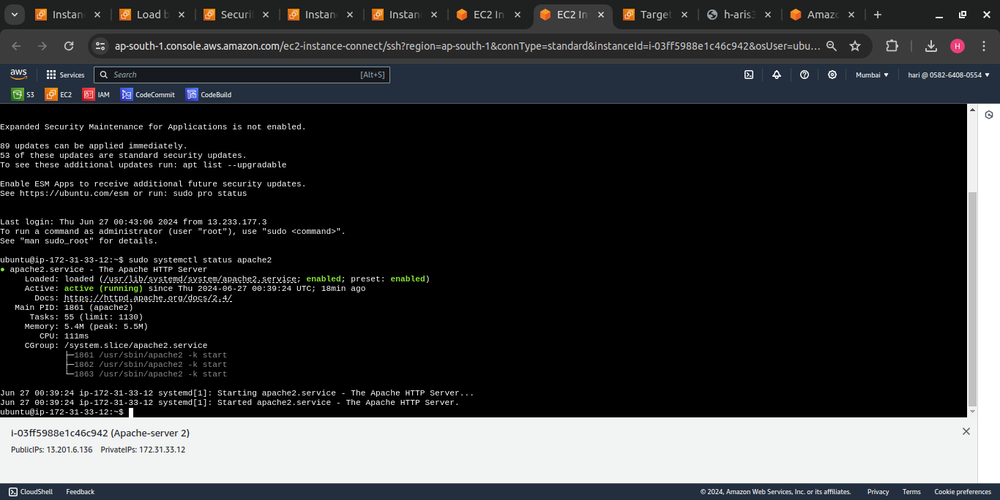 Instan
Load b
Securi
Instan
Instan
EC2 In
EC2 In
Target
h-aris
Amazo
ap-south-1.console.aws.amazon.com/ec2-instance-connect/ssh?region=ap-south-1&connType=standard&instanceId=i-03ff5988e1c46c942&osUser=ubu...
H
aws
Services
Search
[Alt+S]
Mumbai
hari @ 0582-6408-0554
S3
EC2
IAM
CodeCommit
CodeBuild
Expanded Security Maintenance for Applications is not enabled.
89 updates can be applied immediately.
53 of these updates are standard security updates.
To see these additional updates run: apt list --upgradable
Enable ESM Apps to receive additional future security updates.
See https://ubuntu.com/esm or run: sudo pro status
Last login: Thu Jun 27 00:43:06 2024 from 13.233.177.3
To run a command as administrator (user "root"), use "sudo <command>".
See "man sudo_root" for details.
ubuntu@ip-172-31-33-12:~$ sudo systemctl status apache2
● apache2.service - The Apache HTTP Server
Loaded: loaded (/usr/lib/systemd/system/apache2.service; enabled; preset: enabled)
Active: active (running) since Thu 2024-06-27 00:39:24 UTC; 18min ago
Docs: https://httpd.apache.org/docs/2.4/
Main PID: 1861 (apache2)
Tasks: 55 (limit: 1130)
Memory: 5.4M (peak: 5.5M)
CPU: 111ms
CGroup: /system.slice/apache2.service
├─1861 /usr/sbin/apache2 -k start
├─1862 /usr/sbin/apache2 -k start
└─1863 /usr/sbin/apache2 -k start
Jun 27 00:39:24 ip-172-31-33-12 systemd[1]: Starting apache2.service - The Apache HTTP Server...
Jun 27 00:39:24 ip-172-31-33-12 systemd[1]: Started apache2.service - The Apache HTTP Server.
ubuntu@ip-172-31-33-12:~$
i-03ff5988e1c46c942 (Apache-server 2)
PublicIPs: 13.201.6.136 PrivateIPs: 172.31.33.12
CloudShell
Feedback
© 2024, Amazon Web Services, Inc. or its affiliates.
Privacy
Terms
Cookie preferences